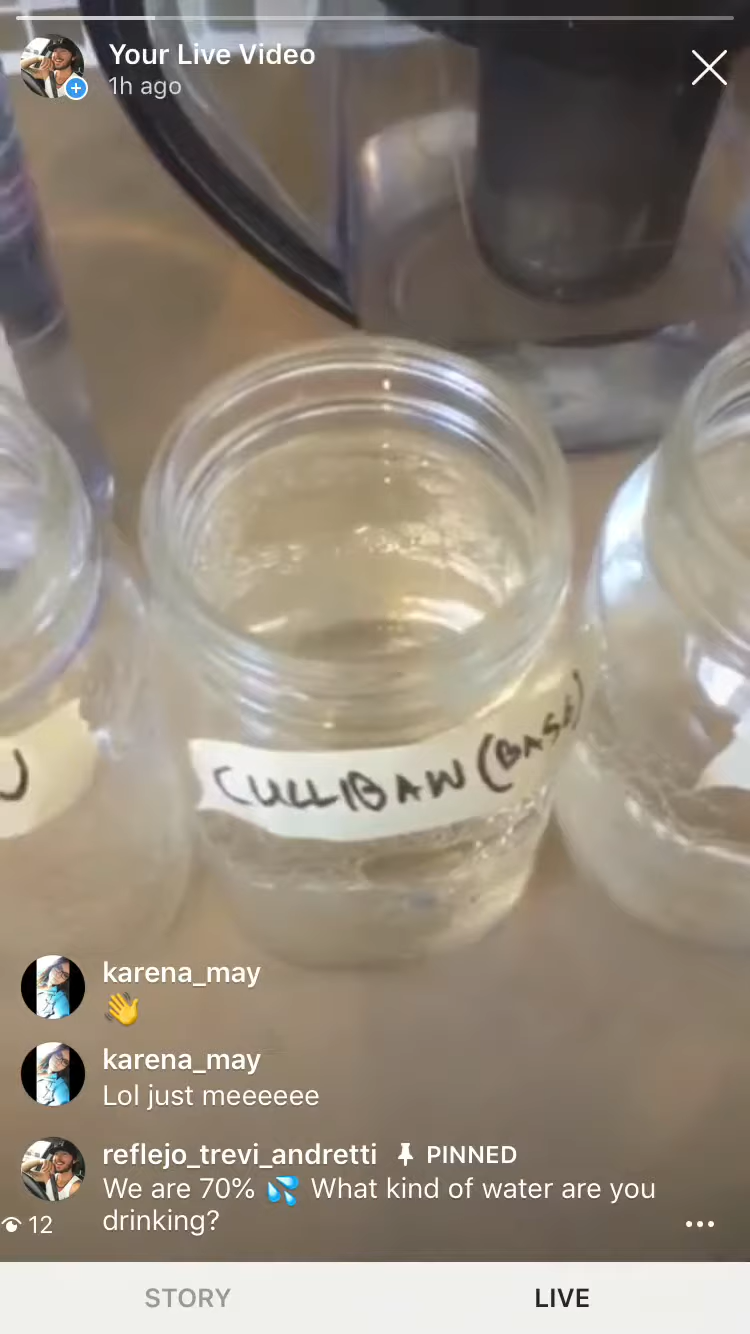 Your Live Video
1h ago
CULLIBAW (BASE)
karena_may
👋
karena_may
Lol just meeeeee
reflejo_trevi_andretti PINNED
We are 70% 💦 What kind of water are you
drinking?
12
STORY LIVE